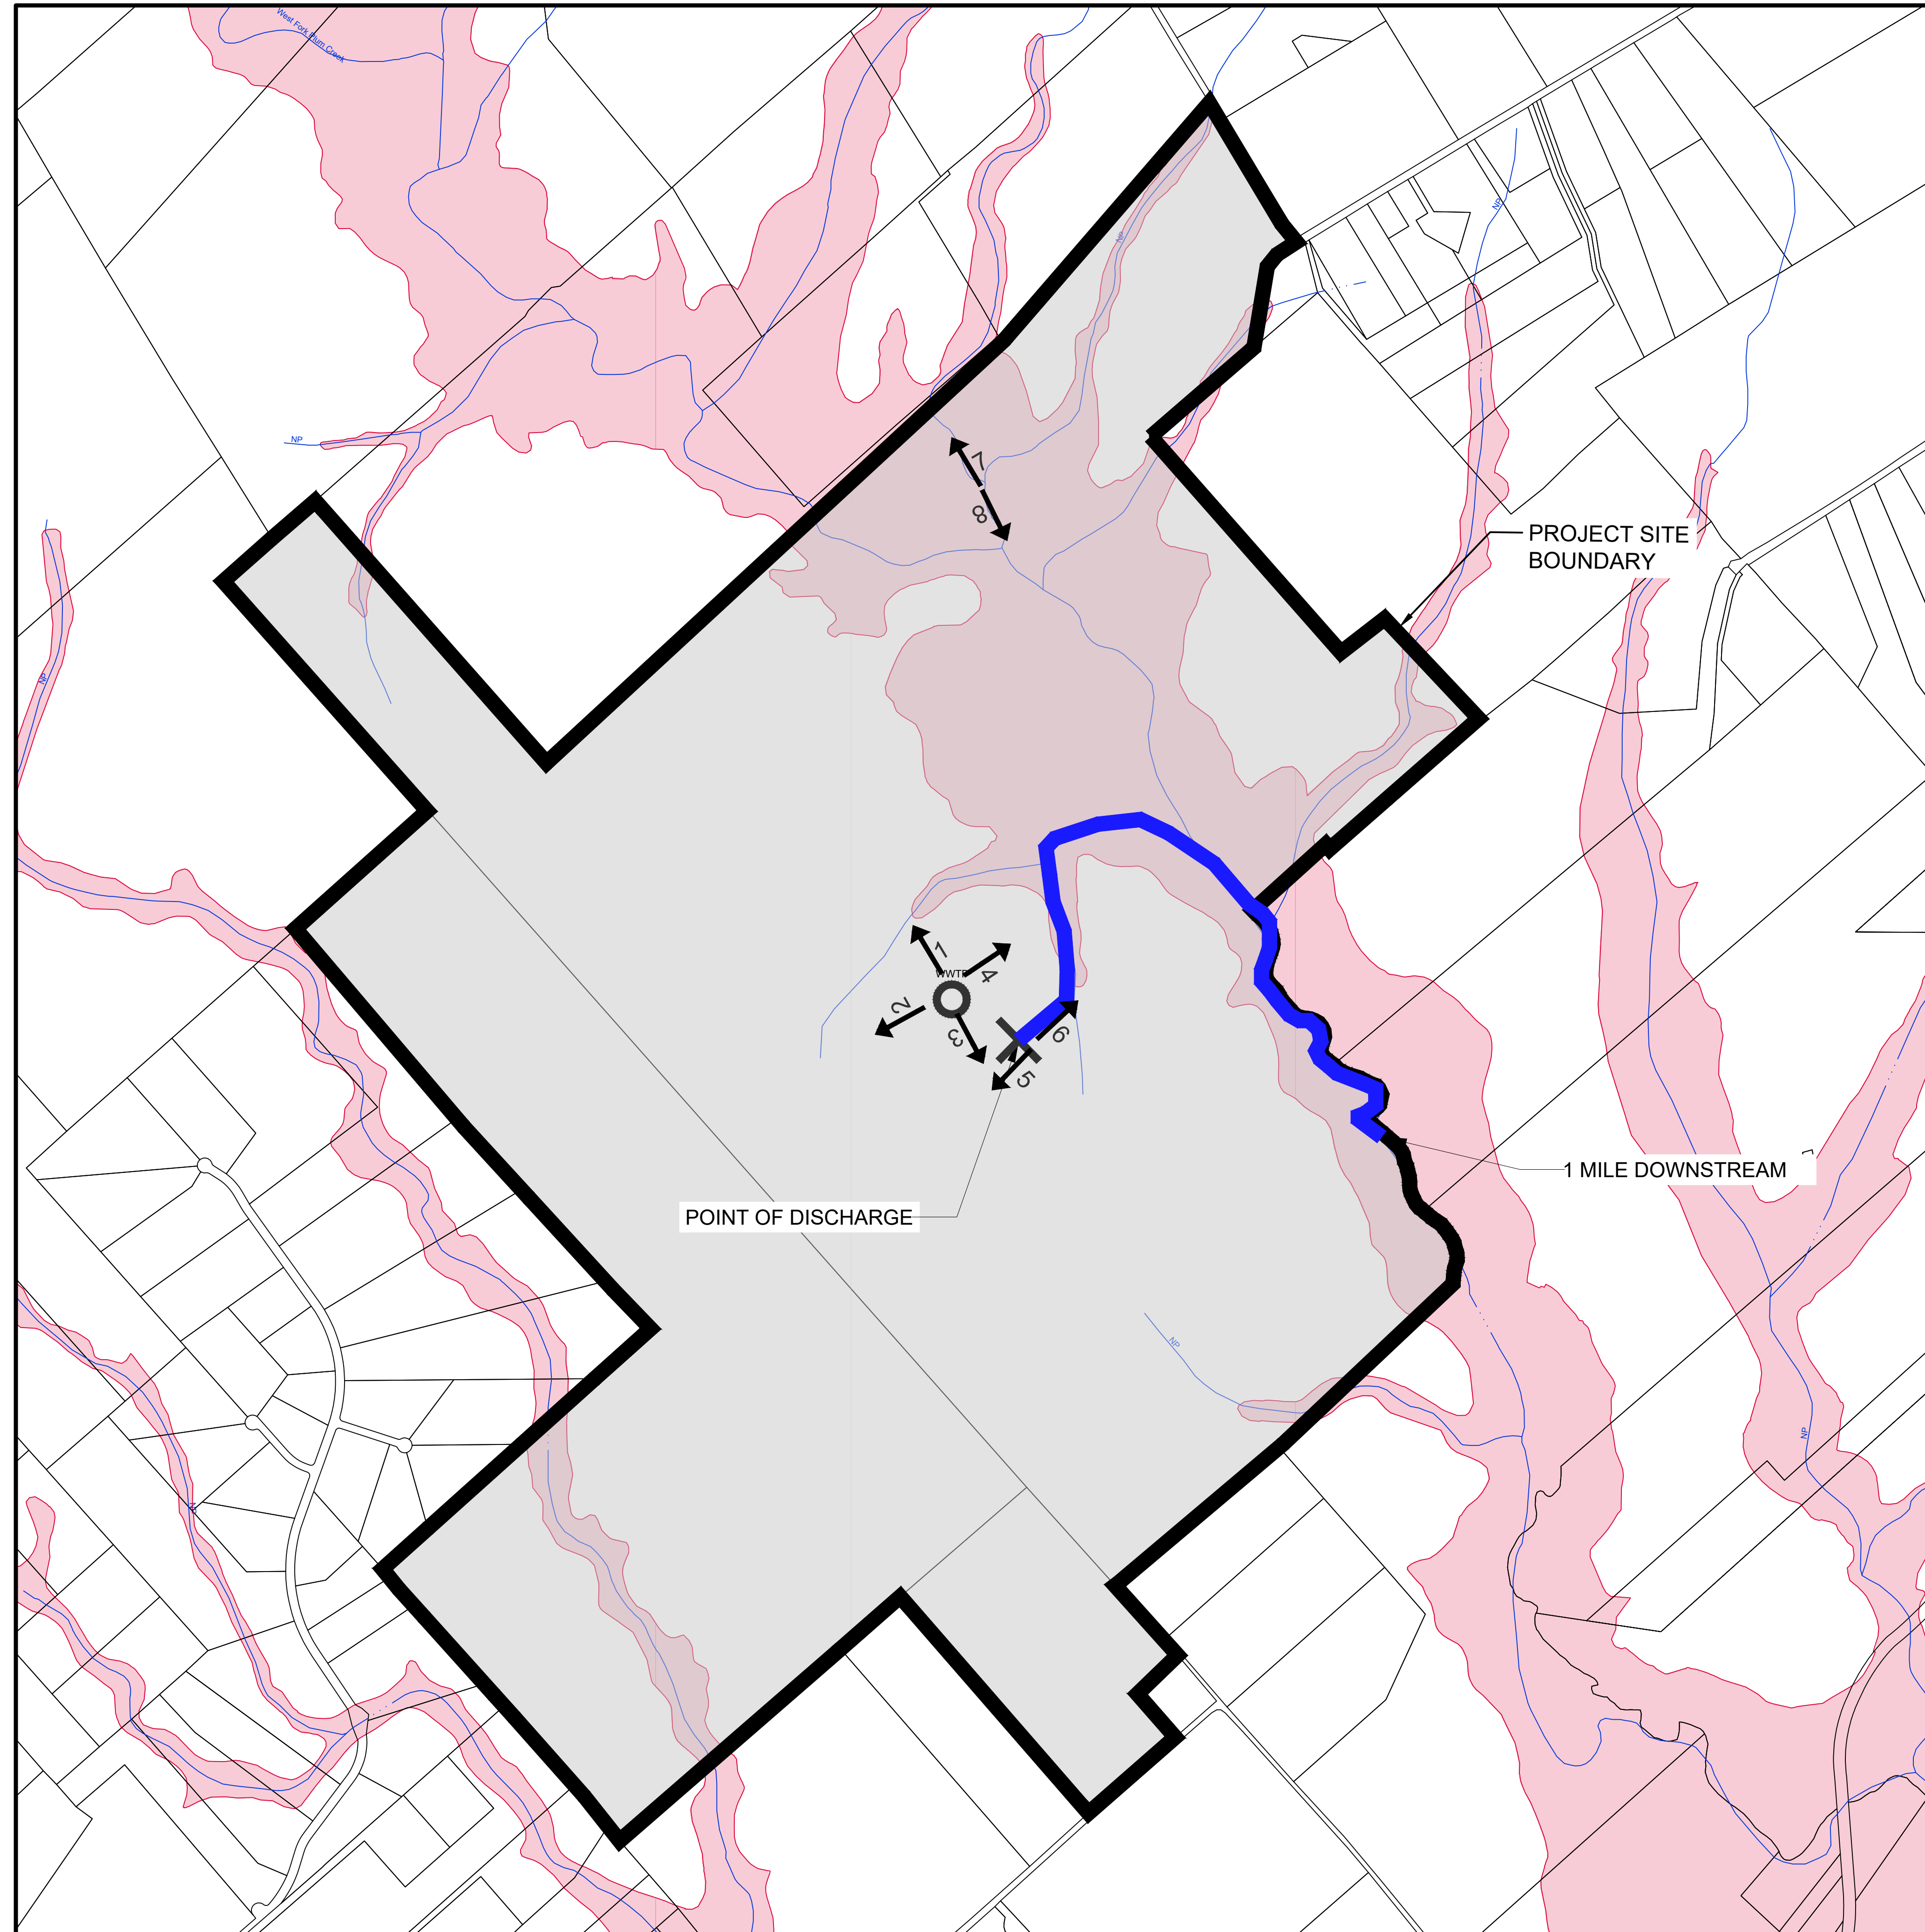 West Fork Plum Creek
NP
NP
NP
7
8
PROJECT SITE
BOUNDARY
NP
1
4
WWTP
2
3
6
5
1 MILE DOWNSTREAM
POINT OF DISCHARGE
NP
NP